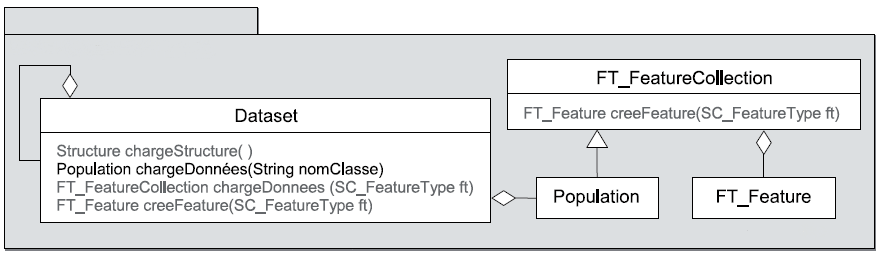 FT_FeatureCollection
FT_Feature creeFeature(SC_FeatureType ft)
Dataset
Structure chargeStructure( )
Population chargeDonnées(String nomClasse)
FT_FeatureCollection chargeDonnees (SC_FeatureType ft)
FT_Feature creeFeature(SC_FeatureType ft)
Population
FT_Feature